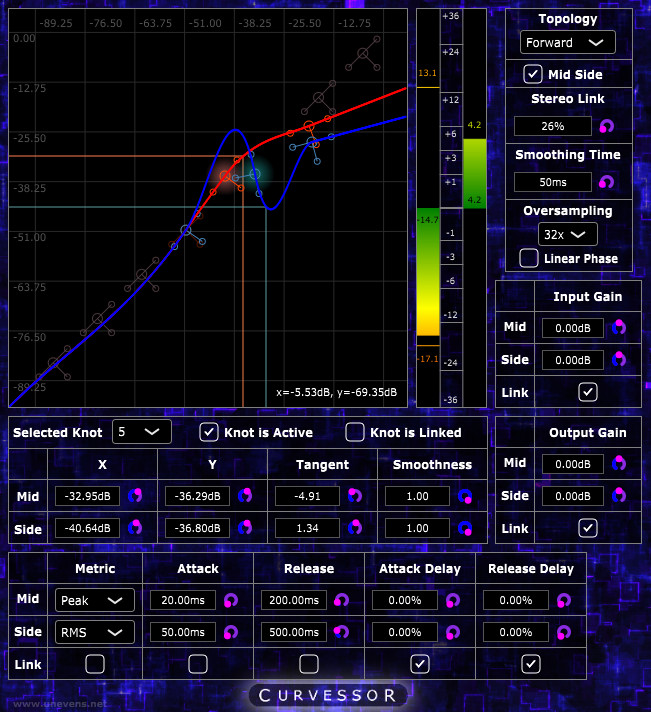 -89.25 -76.50 -63.75 -51.00 -38.25 -25.50 -12.75
0.00
-12.75
-25.50
-38.25
-51.00
-63.75
-76.50
-89.25
x=-5.53dB, y=-69.35dB
13.1
-14.7
-17.1
+36
+24
+12
+6
+3
+1
-1
-3
-6
-12
-24
-36
4.2
4.2
Topology
Forward
Mid Side
Stereo Link
26%
Smoothing Time
50ms
Oversampling
32x
Linear Phase
Input Gain
Mid 0.00dB
Side 0.00dB
Link
Selected Knot 5 Knot is Active Knot is Linked
X Y Tangent Smoothness
Mid -32.95dB -36.29dB -4.91 1.00
Side -40.64dB -36.80dB 1.34 1.00
Output Gain
Mid 0.00dB
Side 0.00dB
Link
Metric Attack Release Attack Delay Release Delay
Mid Peak 20.00ms 200.00ms 0.00% 0.00%
Side RMS 50.00ms 500.00ms 0.00% 0.00%
Link
CURVESSOR
www.unevens.net